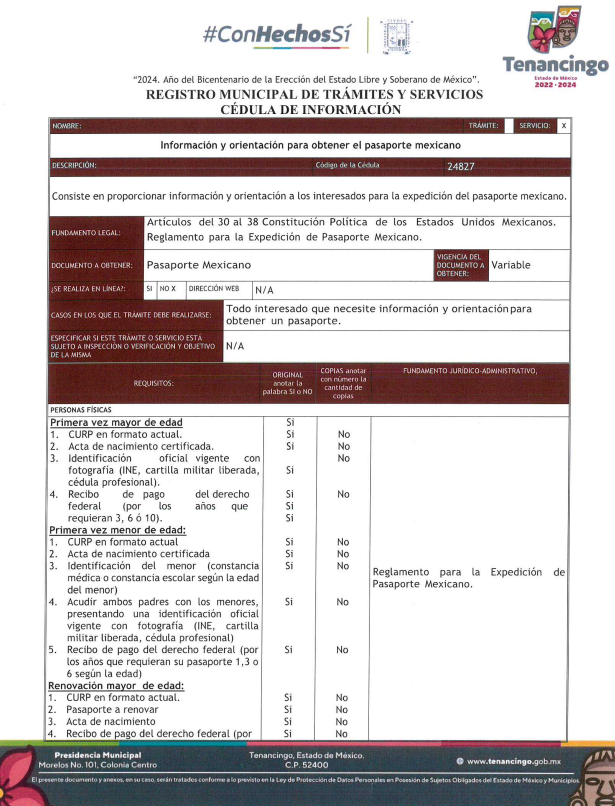 #ConHechosSí
Tenancingo
Estado de México
2022 - 2024
“2024. Año del Bicentenario de la Erección del Estado Libre y Soberano de México”.
REGISTRO MUNICIPAL DE TRÁMITES Y SERVICIOS
CÉDULA DE INFORMACIÓN
NOMBRE: TRÁMITE: SERVICIO: X
Información y orientación para obtener el pasaporte mexicano
DESCRIPCIÓN: Código de la Cédula 24827
Consiste en proporcionar información y orientación a los interesados para la expedición del pasaporte mexicano.
FUNDAMENTO LEGAL:
Artículos del 30 al 38 Constitución Política de los Estados Unidos Mexicanos.
Reglamento para la Expedición de Pasaporte Mexicano.
DOCUMENTO A OBTENER: Pasaporte Mexicano
VIGENCIA DEL
DOCUMENTO A
OBTENER:
Variable
¿SE REALIZA EN LÍNEA?: SI NO X DIRECCIÓN WEB N/A
CASOS EN LOS QUE EL TRÁMITE DEBE REALIZARSE:
Todo interesado que necesite información y orientación para
obtener un pasaporte.
ESPECIFICAR SI ESTE TRÁMITE O SERVICIO ESTÁ
SUJETO A INSPECCIÓN O VERIFICACIÓN Y OBJETIVO
DE LA MISMA
N/A
REQUISITOS:
ORIGINAL
anotar la
palabra SI o NO
COPIAS anotar
con número la
cantidad de
copias
FUNDAMENTO JURÍDICO-ADMINISTRATIVO,
PERSONAS FÍSICAS
Primera vez mayor de edad Si
1. CURP en formato actual. Si No
2. Acta de nacimiento certificada. Si No
3. Identificación oficial vigente con No
fotografía (INE, cartilla militar liberada, Si
cédula profesional).
4. Recibo de pago del derecho Si No
federal (por los años que Si
requieran 3, 6 ó 10). Si
Primera vez menor de edad:
1. CURP en formato actual Si No
2. Acta de nacimiento certificada Si No
3. Identificación del menor (constancia Si No
médica o constancia escolar según la edad
del menor)
Reglamento para la Expedición de
Pasaporte Mexicano.
4. Acudir ambos padres con los menores, Si No
presentando una identificación oficial
vigente con fotografía (INE, cartilla
militar liberada, cédula profesional)
5. Recibo de pago del derecho federal (por Si No
los años que requieran su pasaporte 1,3 o
6 según la edad)
Renovación mayor de edad:
1. CURP en formato actual. Si No
2. Pasaporte a renovar Si No
3. Acta de nacimiento Si No
4. Recibo de pago del derecho federal (por Si No
Presidencia Municipal
Morelos No. 101, Colonia Centro
Tenancingo, Estado de México.
C.P. 52400
www.tenancingo.gob.mx
El presente documento y anexos, en su caso, serán tratados conforme a lo previsto en la Ley de Protección de Datos Personales en Posesión de Sujetos Obligados del Estado de México y Municipios